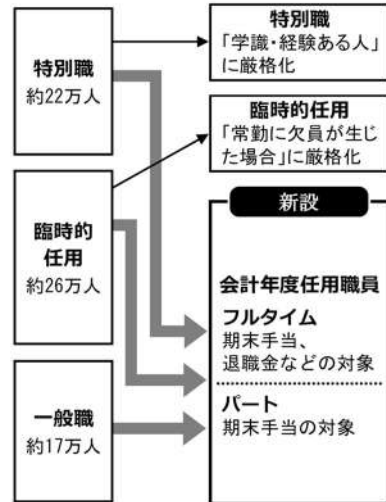 特別職
約22万人
臨時的
任用
約26万人
一般職
約17万人
特別職
「学識・経験ある人」
に厳格化
臨時的任用
「常勤に欠員が生じ
た場合」に厳格化
新設
会計年度任用職員
フルタイム
期末手当、
退職金などの対象
パート
期末手当の対象